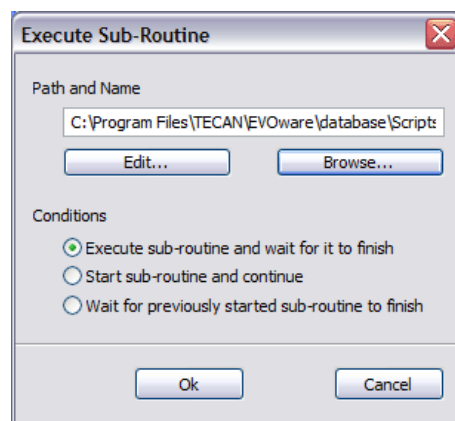 Execute Sub-Routine
Path and Name
C:\Program Files\TECAN\EVOware\database\Scripts
Edit...
Browse...
Conditions
Execute sub-routine and wait for it to finish
Start sub-routine and continue
Wait for previously started sub-routine to finish
Ok
Cancel